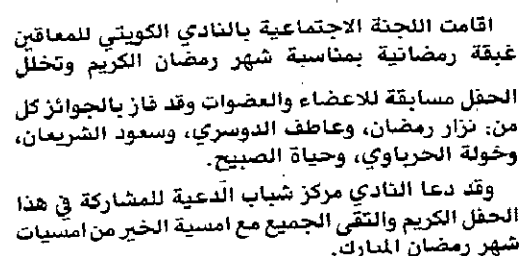 اقامت اللجنة الاجتماعية بالنادي الكويتي للمعاقين
غبقة رمضانية بمناسبة شهر رمضان الكريم وتخلل
الحفل مسابقة للاعضاء والعضوات وقد فاز بالجوائز كل
من: نزار رمضان، وعاطف الدوسري، وسعود الشريعان،
وخولة الحرباوي، وحياة الصبيح.
وقد دعا النادي مركز شباب الدعية للمشاركة في هذا
الحفل الكريم والتقى الجميع مع امسية الخير من امسيات
شهر رمضان المبارك.